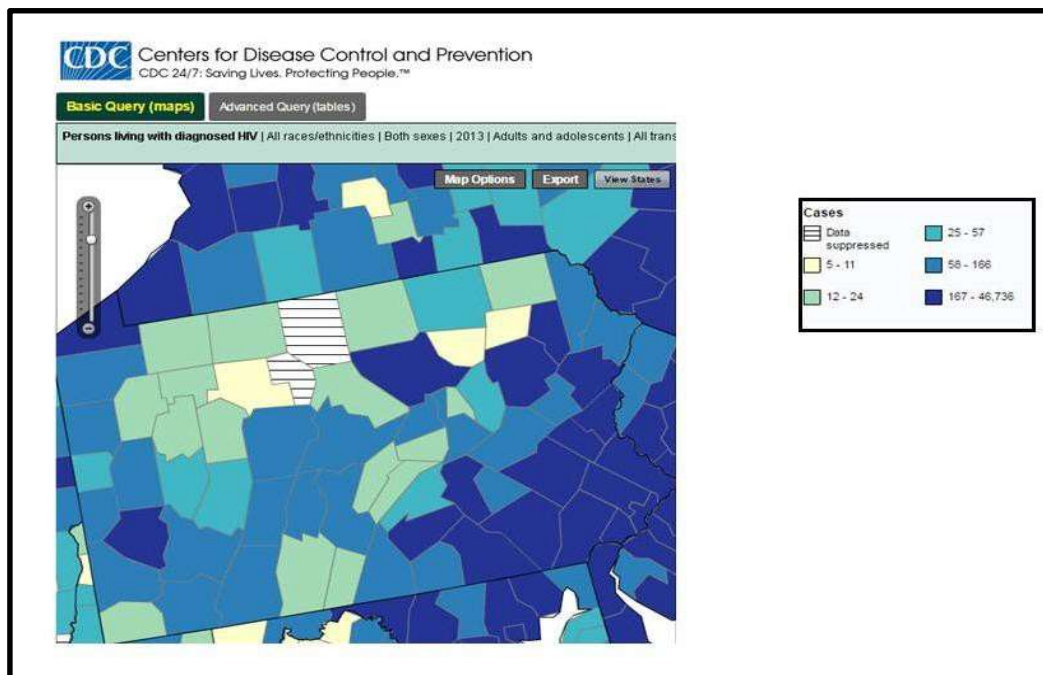 CDC Centers for Disease Control and Prevention
CDC 24/7: Saving Lives. Protecting People.™
Basic Query (maps) Advanced Query (tables)
Persons living with diagnosed HIV | All races/ethnicities | Both sexes | 2013 | Adults and adolescents | All trans
Map Options Export View States
Cases
Data suppressed 25 - 57
5 - 11 58 - 166
12 - 24 167 - 46,736